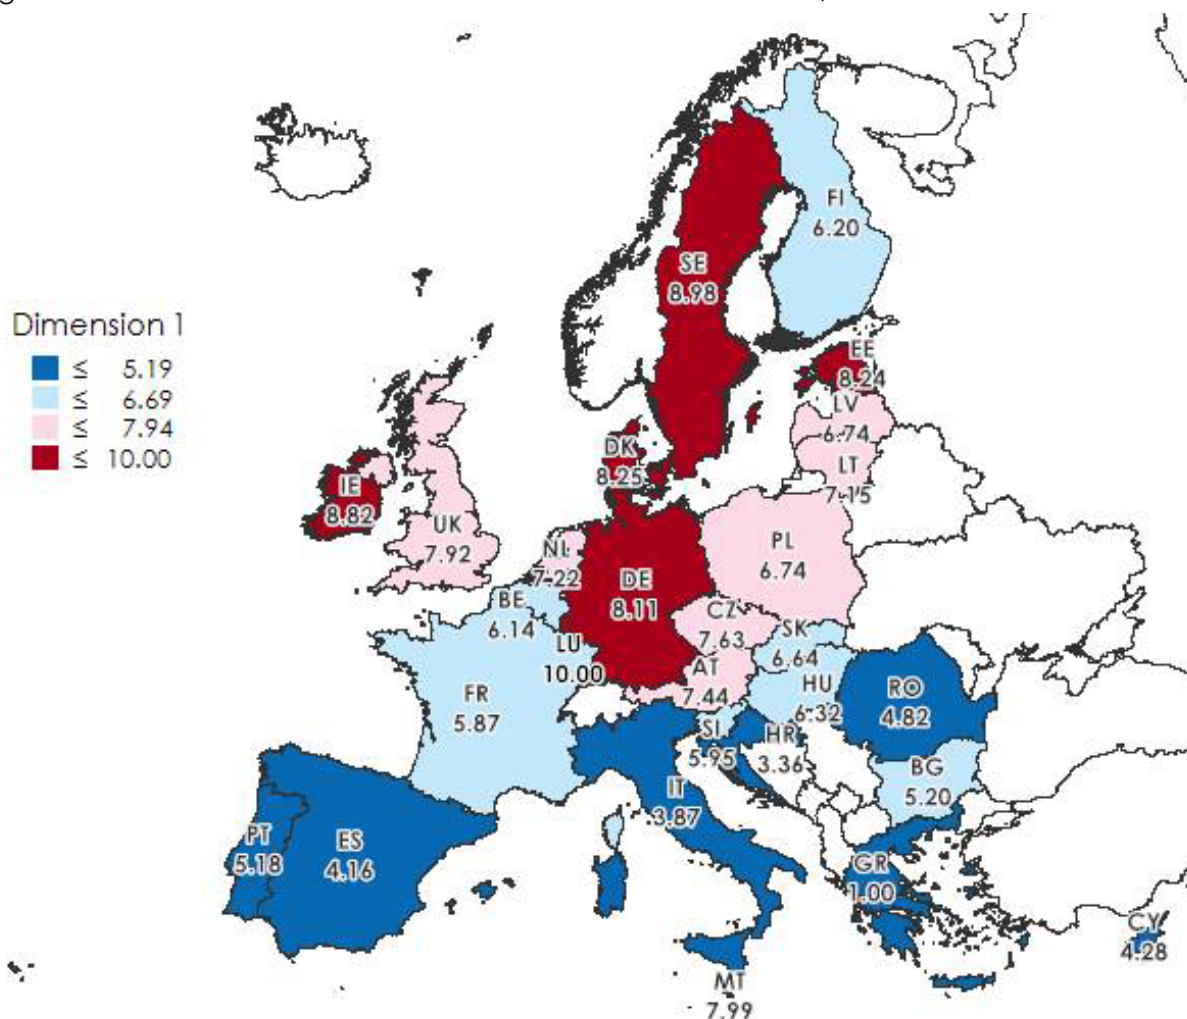 Dimension 1
≤ 5.19
≤ 6.69
≤ 7.94
≤ 10.00
FI
6.20
SE
8.98
EE
8.24
LV
6.74
LT
7.15
DK
8.25
IE
8.82
UK
7.92
NL
7.22
PL
6.74
DE
8.11
BE
6.14
CZ
7.63
SK
6.64
LU
10.00
AT
7.44
HU
6.32
FR
5.87
RO
4.82
SI
5.95
HR
3.36
BG
5.20
IT
3.87
PT
5.18
ES
4.16
GR
1.00
CY
4.28
MT
7.99